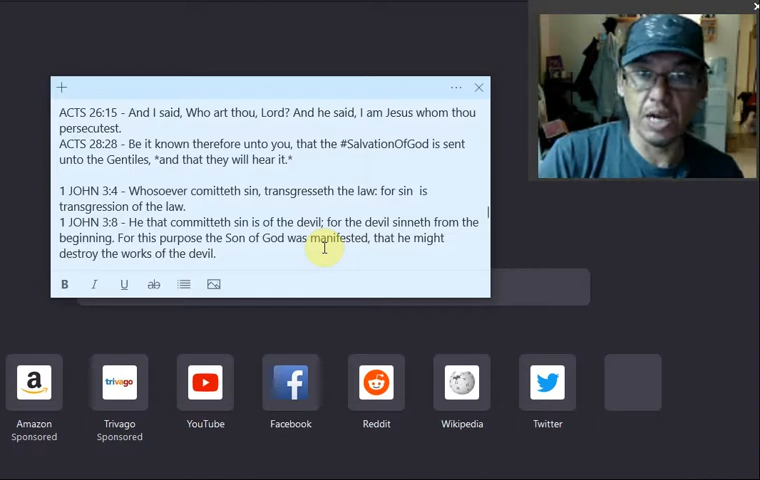 ACTS 26:15 - And I said, Who art thou, Lord? And he said, I am Jesus whom thou
persecutest.
ACTS 28:28 - Be it known therefore unto you, that the #SalvationOfGod is sent
unto the Gentiles, *and that they will hear it.*
1 JOHN 3:4 - Whosoever comitteth sin, transgresseth the law: for sin  is
transgression of the law.
1 JOHN 3:8 - He that committeth sin is of the devil; for the devil sinneth from the
beginning. For this purpose the Son of God was manifested, that he might
destroy the works of the devil.
B I U ab
a trivago f W
Amazon Trivago YouTube Facebook Reddit Wikipedia Twitter
Sponsored Sponsored